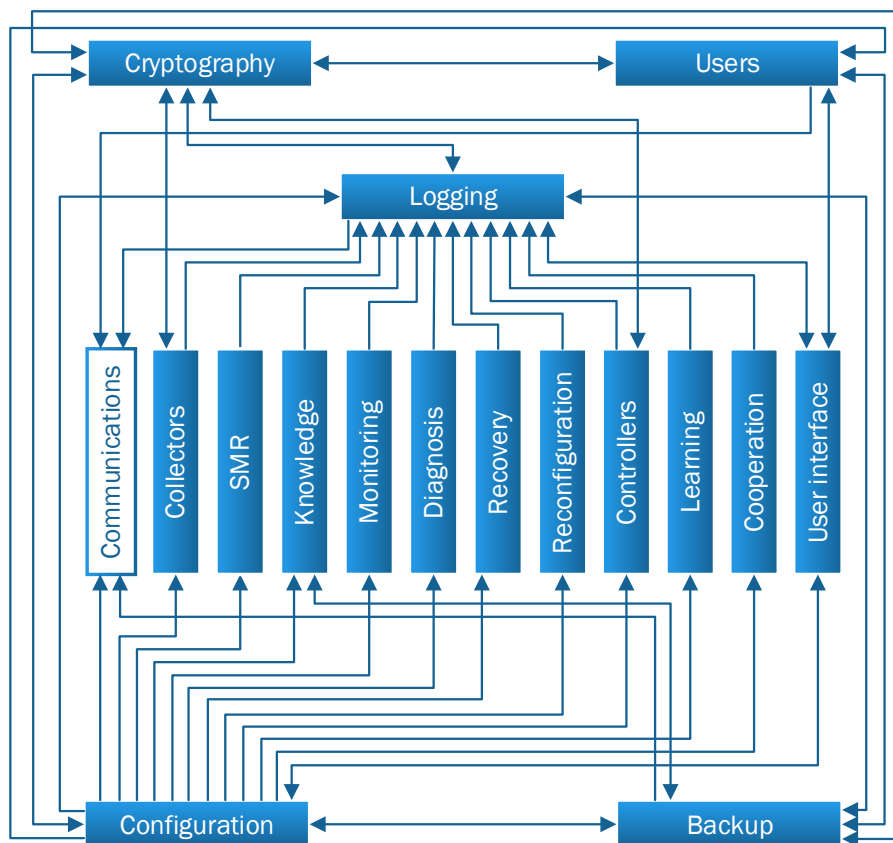 Cryptography
Users
Logging
Communications
Collectors
SMR
Knowledge
Monitoring
Diagnosis
Recovery
Reconfiguration
Controllers
Learning
Cooperation
User interface
Configuration
Backup